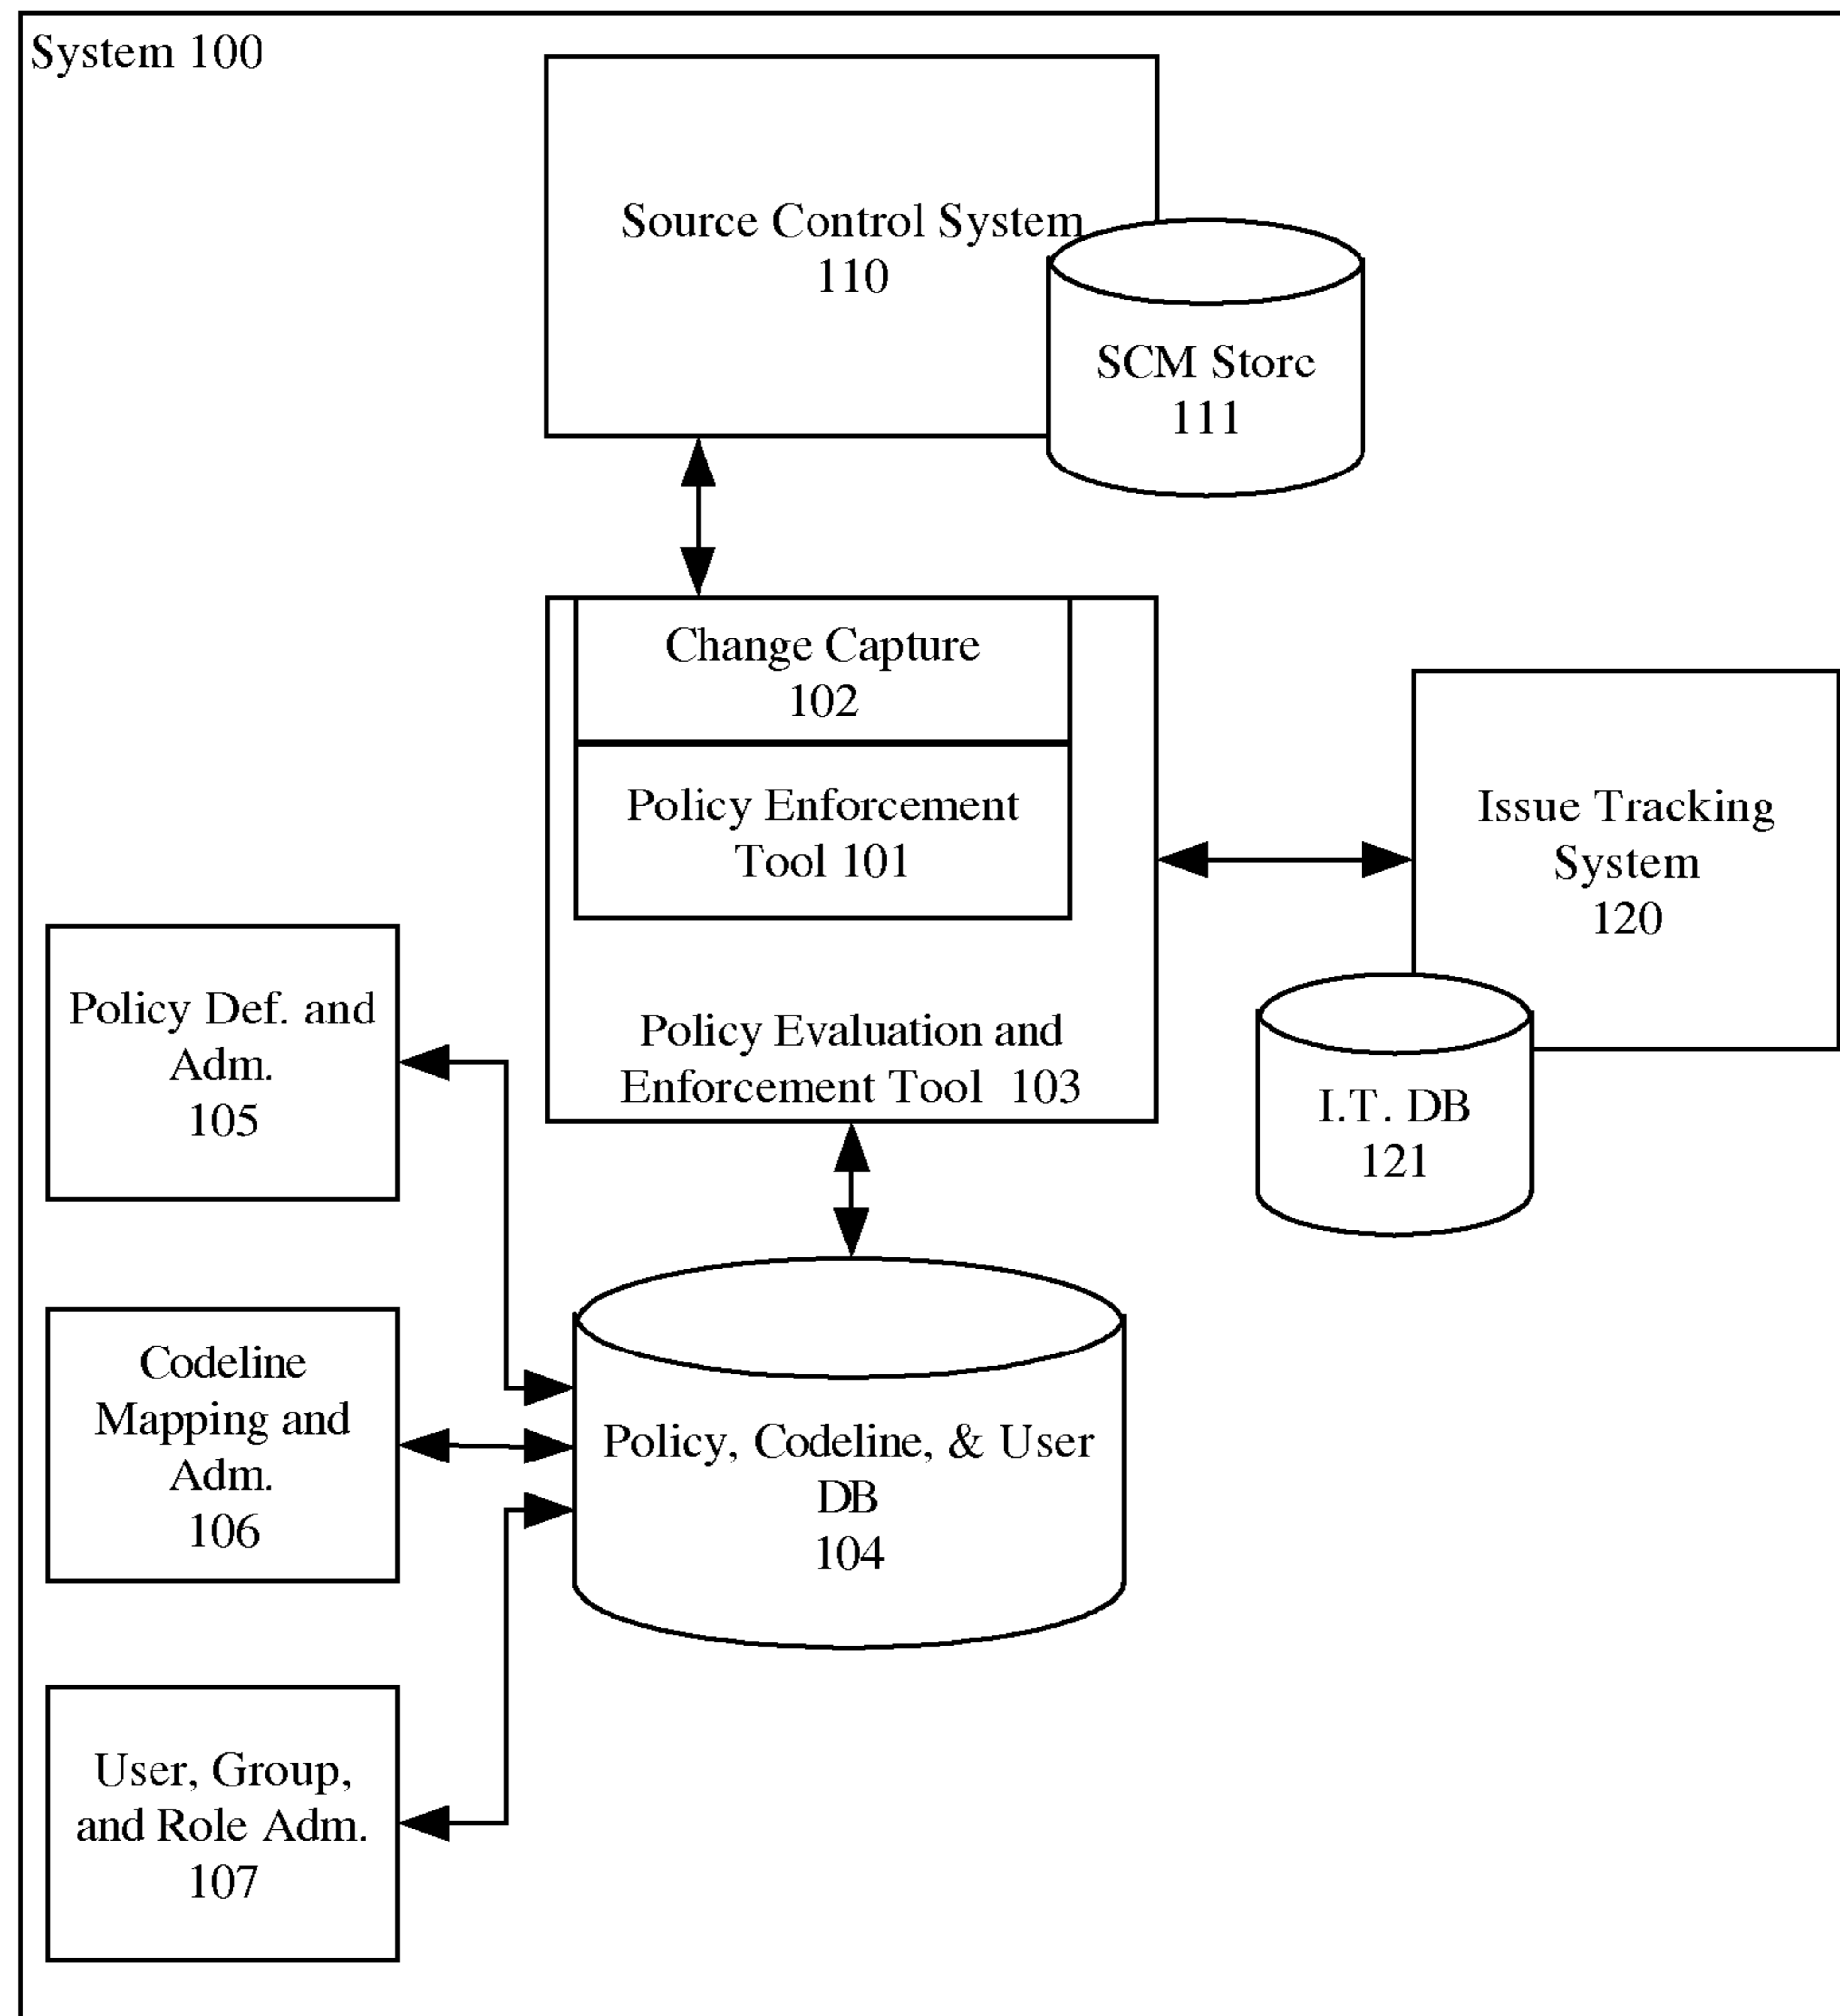 System 100
Source Control System
110
SCM Store
111
Change Capture
102
Policy Enforcement
Tool 101
Policy Evaluation and
Enforcement Tool 103
Issue Tracking
System
120
I.T. DB
121
Policy Def. and
Adm.
105
Codeline
Mapping and
Adm.
106
User, Group,
and Role Adm.
107
Policy, Codeline, & User
DB
104